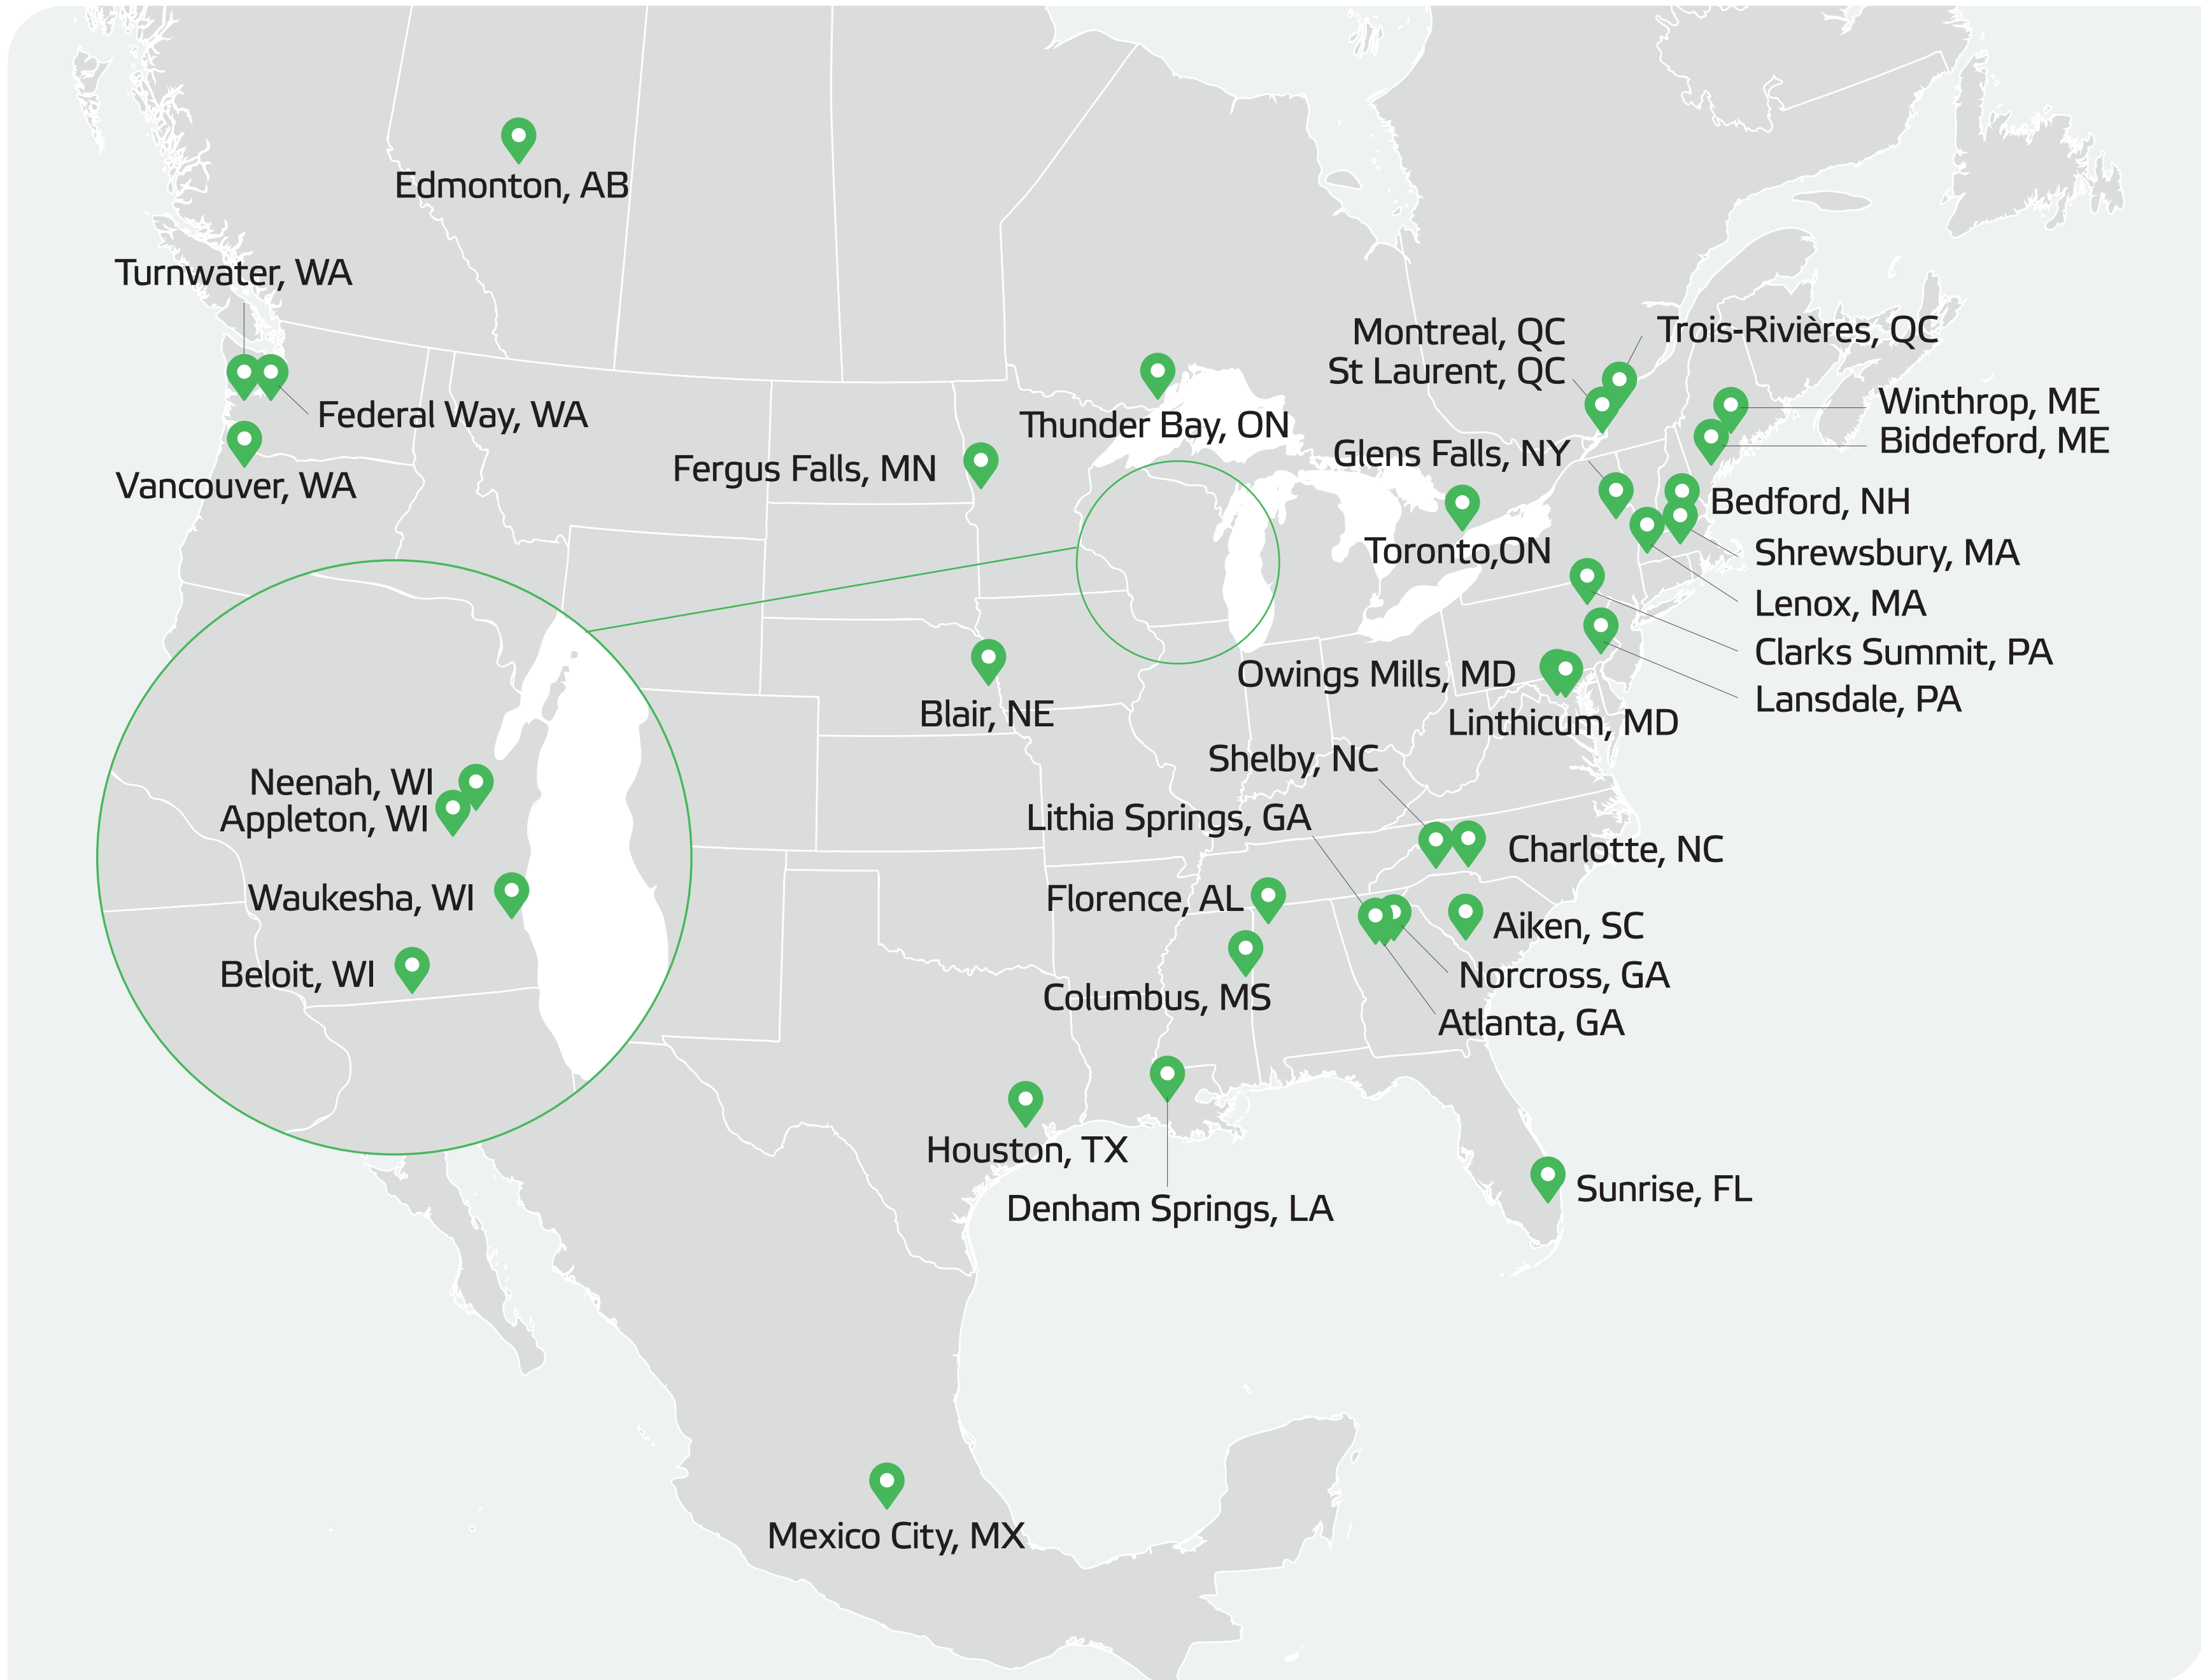 Edmonton, AB
Turnwater, WA
Federal Way, WA
Vancouver, WA
Fergus Falls, MN
Thunder Bay, ON
Montreal, QC
St Laurent, QC
Trois-Rivières, QC
Winthrop, ME
Biddeford, ME
Glens Falls, NY
Bedford, NH
Toronto,ON
Shrewsbury, MA
Lenox, MA
Clarks Summit, PA
Lansdale, PA
Owings Mills, MD
Linthicum, MD
Blair, NE
Shelby, NC
Lithia Springs, GA
Charlotte, NC
Florence, AL
Aiken, SC
Norcross, GA
Columbus, MS
Atlanta, GA
Neenah, WI
Appleton, WI
Waukesha, WI
Beloit, WI
Houston, TX
Denham Springs, LA
Sunrise, FL
Mexico City, MX